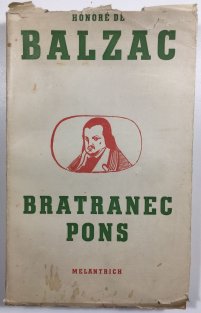 HONORÉ DE
BALZAC
BRATRANEC
PONS
MELANTRICH